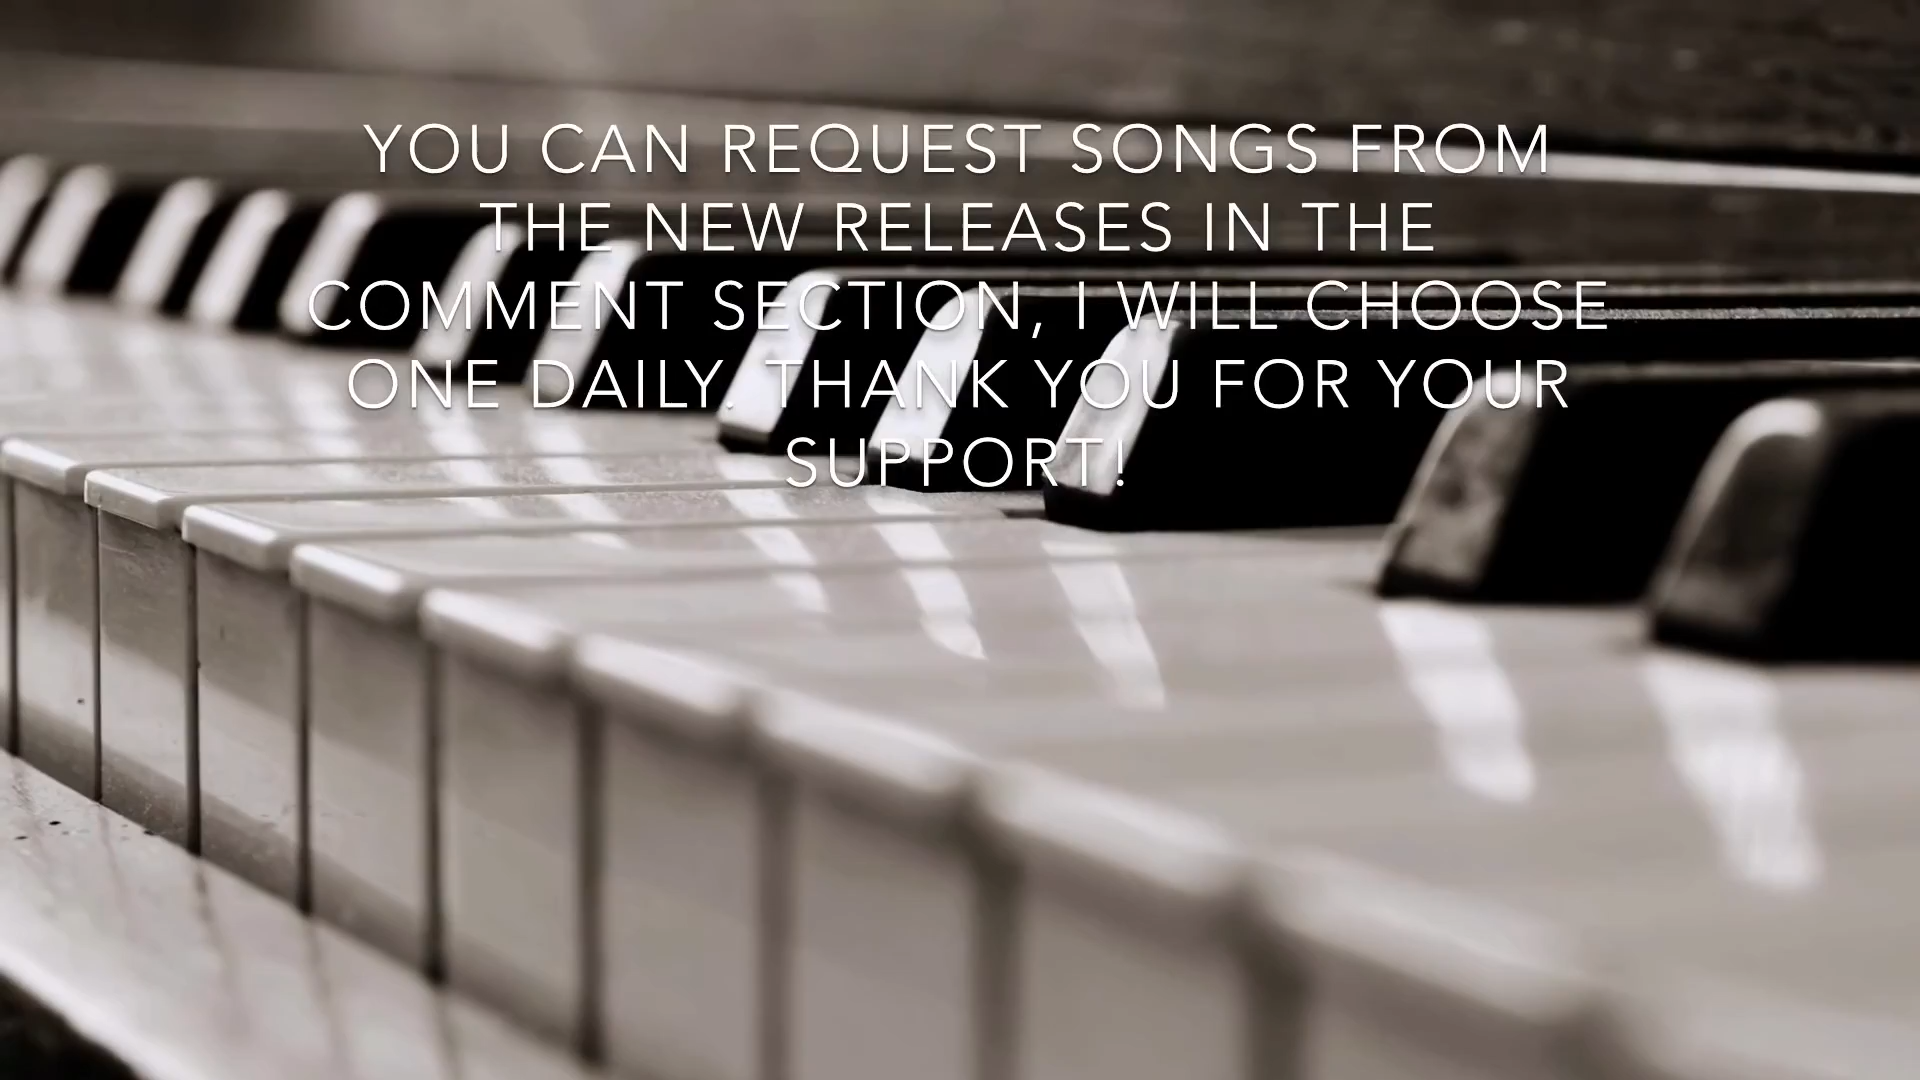 YOU CAN REQUEST SONGS FROM
THE NEW RELEASES IN THE
COMMENT SECTION, I WILL CHOOSE
ONE DAILY. THANK YOU FOR YOUR
SUPPORT!